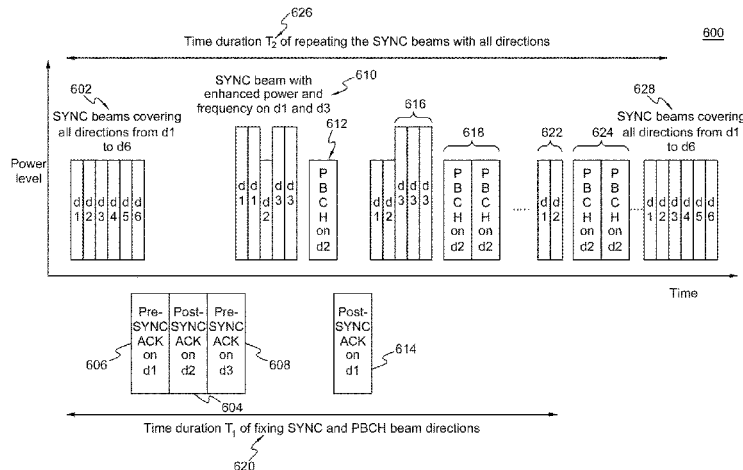 626
Time duration T2 of repeating the SYNC beams with all directions
600
602
SYNC beams covering
all directions from d1
to d6
SYNC beam with
enhanced power and
frequency on d1 and d3
610
612
616
618
622
624
628
SYNC beams covering
all directions from d1
to d6
Power
level
d1 d2 d3 d4 d5 d6
d1 d1 d2 d3 d3
PBCH on d2
d1 d2 d3 d3 d3
PBCH on d2
PBCH on d2
......
d1 d2
PBCH on d2
PBCH on d2
......
d1 d2 d3 d4 d5 d6
Time
Pre-
SYNC
ACK
on
d1
Post-
SYNC
ACK
on
d2
Pre-
SYNC
ACK
on
d3
Post-
SYNC
ACK
on
d1
606
608
614
604
Time duration T1 of fixing SYNC and PBCH beam directions
620